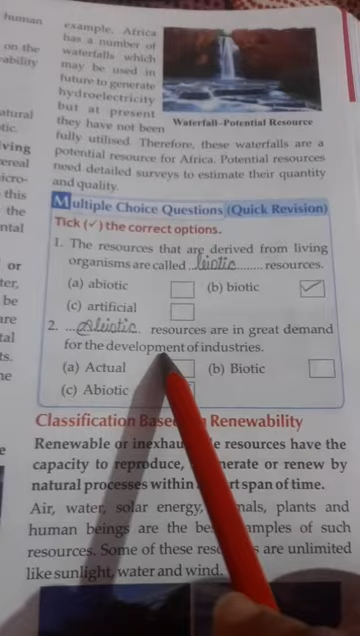 human
on the
ability
atural
tic.
ving
ereal
icro-
this
the
ntal
or
ter,
be
are
tal
ts.
he
example, Africa
has a number of
waterfalls which
may be used in
future to generate
hydroelectricity
but at present
they have not been
Waterfall–Potential Resource
fully utilised. Therefore, these waterfalls are a
potential resource for Africa. Potential resources
need detailed surveys to estimate their quantity
and quality.
Multiple Choice Questions (Quick Revision)
Tick (✓) the correct options.
1. The resources that are derived from living
organisms are called ..biotic........ resources.
(a) abiotic (b) biotic ✓
(c) artificial
2. ...Abiotic. resources are in great demand
for the development of industries.
(a) Actual (b) Biotic
(c) Abiotic
Classification Base Renewability
Renewable or inexhau e resources have the
capacity to reproduce, nerate or renew by
natural processes within rt span of time.
Air, water, solar energy, mals, plants and
human beings are the be amples of such
resources. Some of these res s are unlimited
like sunlight, water and wind.